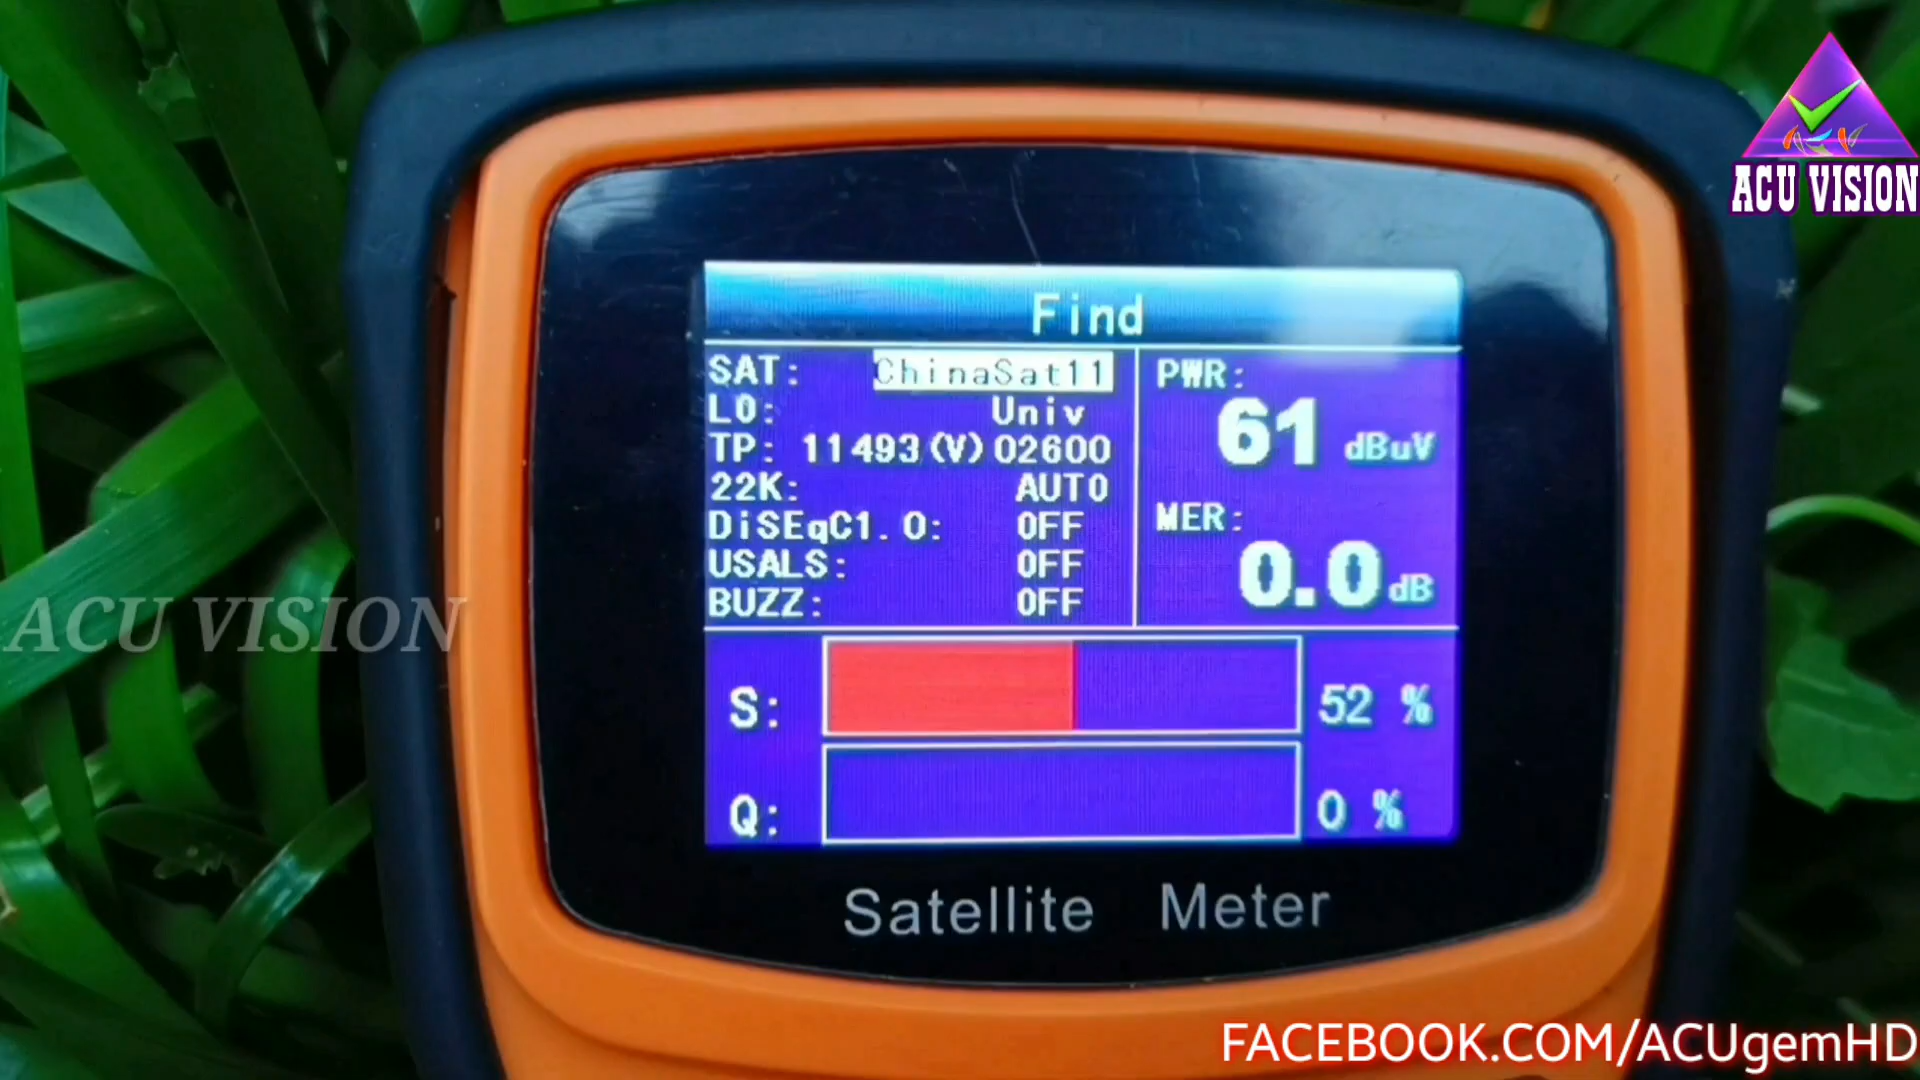 ACU VISION
Find
SAT: ChinaSat11
LO: Univ
TP: 11493(V)02600
22K: AUTO
DiSEqC1.0: OFF
USALS: OFF
BUZZ: OFF
PWR:
61 dBuV
MER:
0.0 dB
ACU VISION
S: 52 %
Q: 0 %
Satellite Meter
FACEBOOK.COM/ACUgemHD